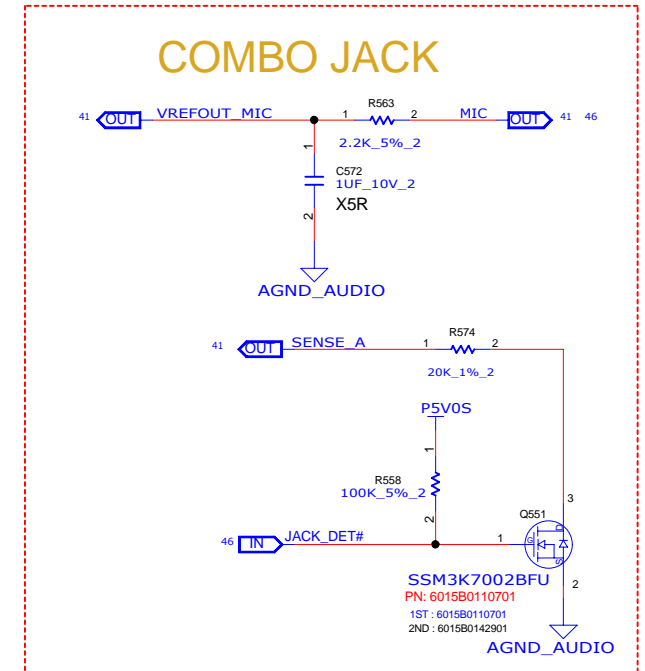 COMBO JACK
41 OUT VREFOUT_MIC 1 R563 2 MIC OUT 41 46
2.2K_5%_2
1
C572
1UF_10V_2
X5R
2
AGND_AUDIO
41 OUT SENSE_A 1 R574 2
20K_1%_2
P5V0S
1
R558
100K_5%_2
2
3
Q551
D
46 IN JACK_DET# 1 G
S
SSM3K7002BFU
2
PN: 6015B0110701
1ST : 6015B0110701
2ND : 6015B0142901
AGND_AUDIO